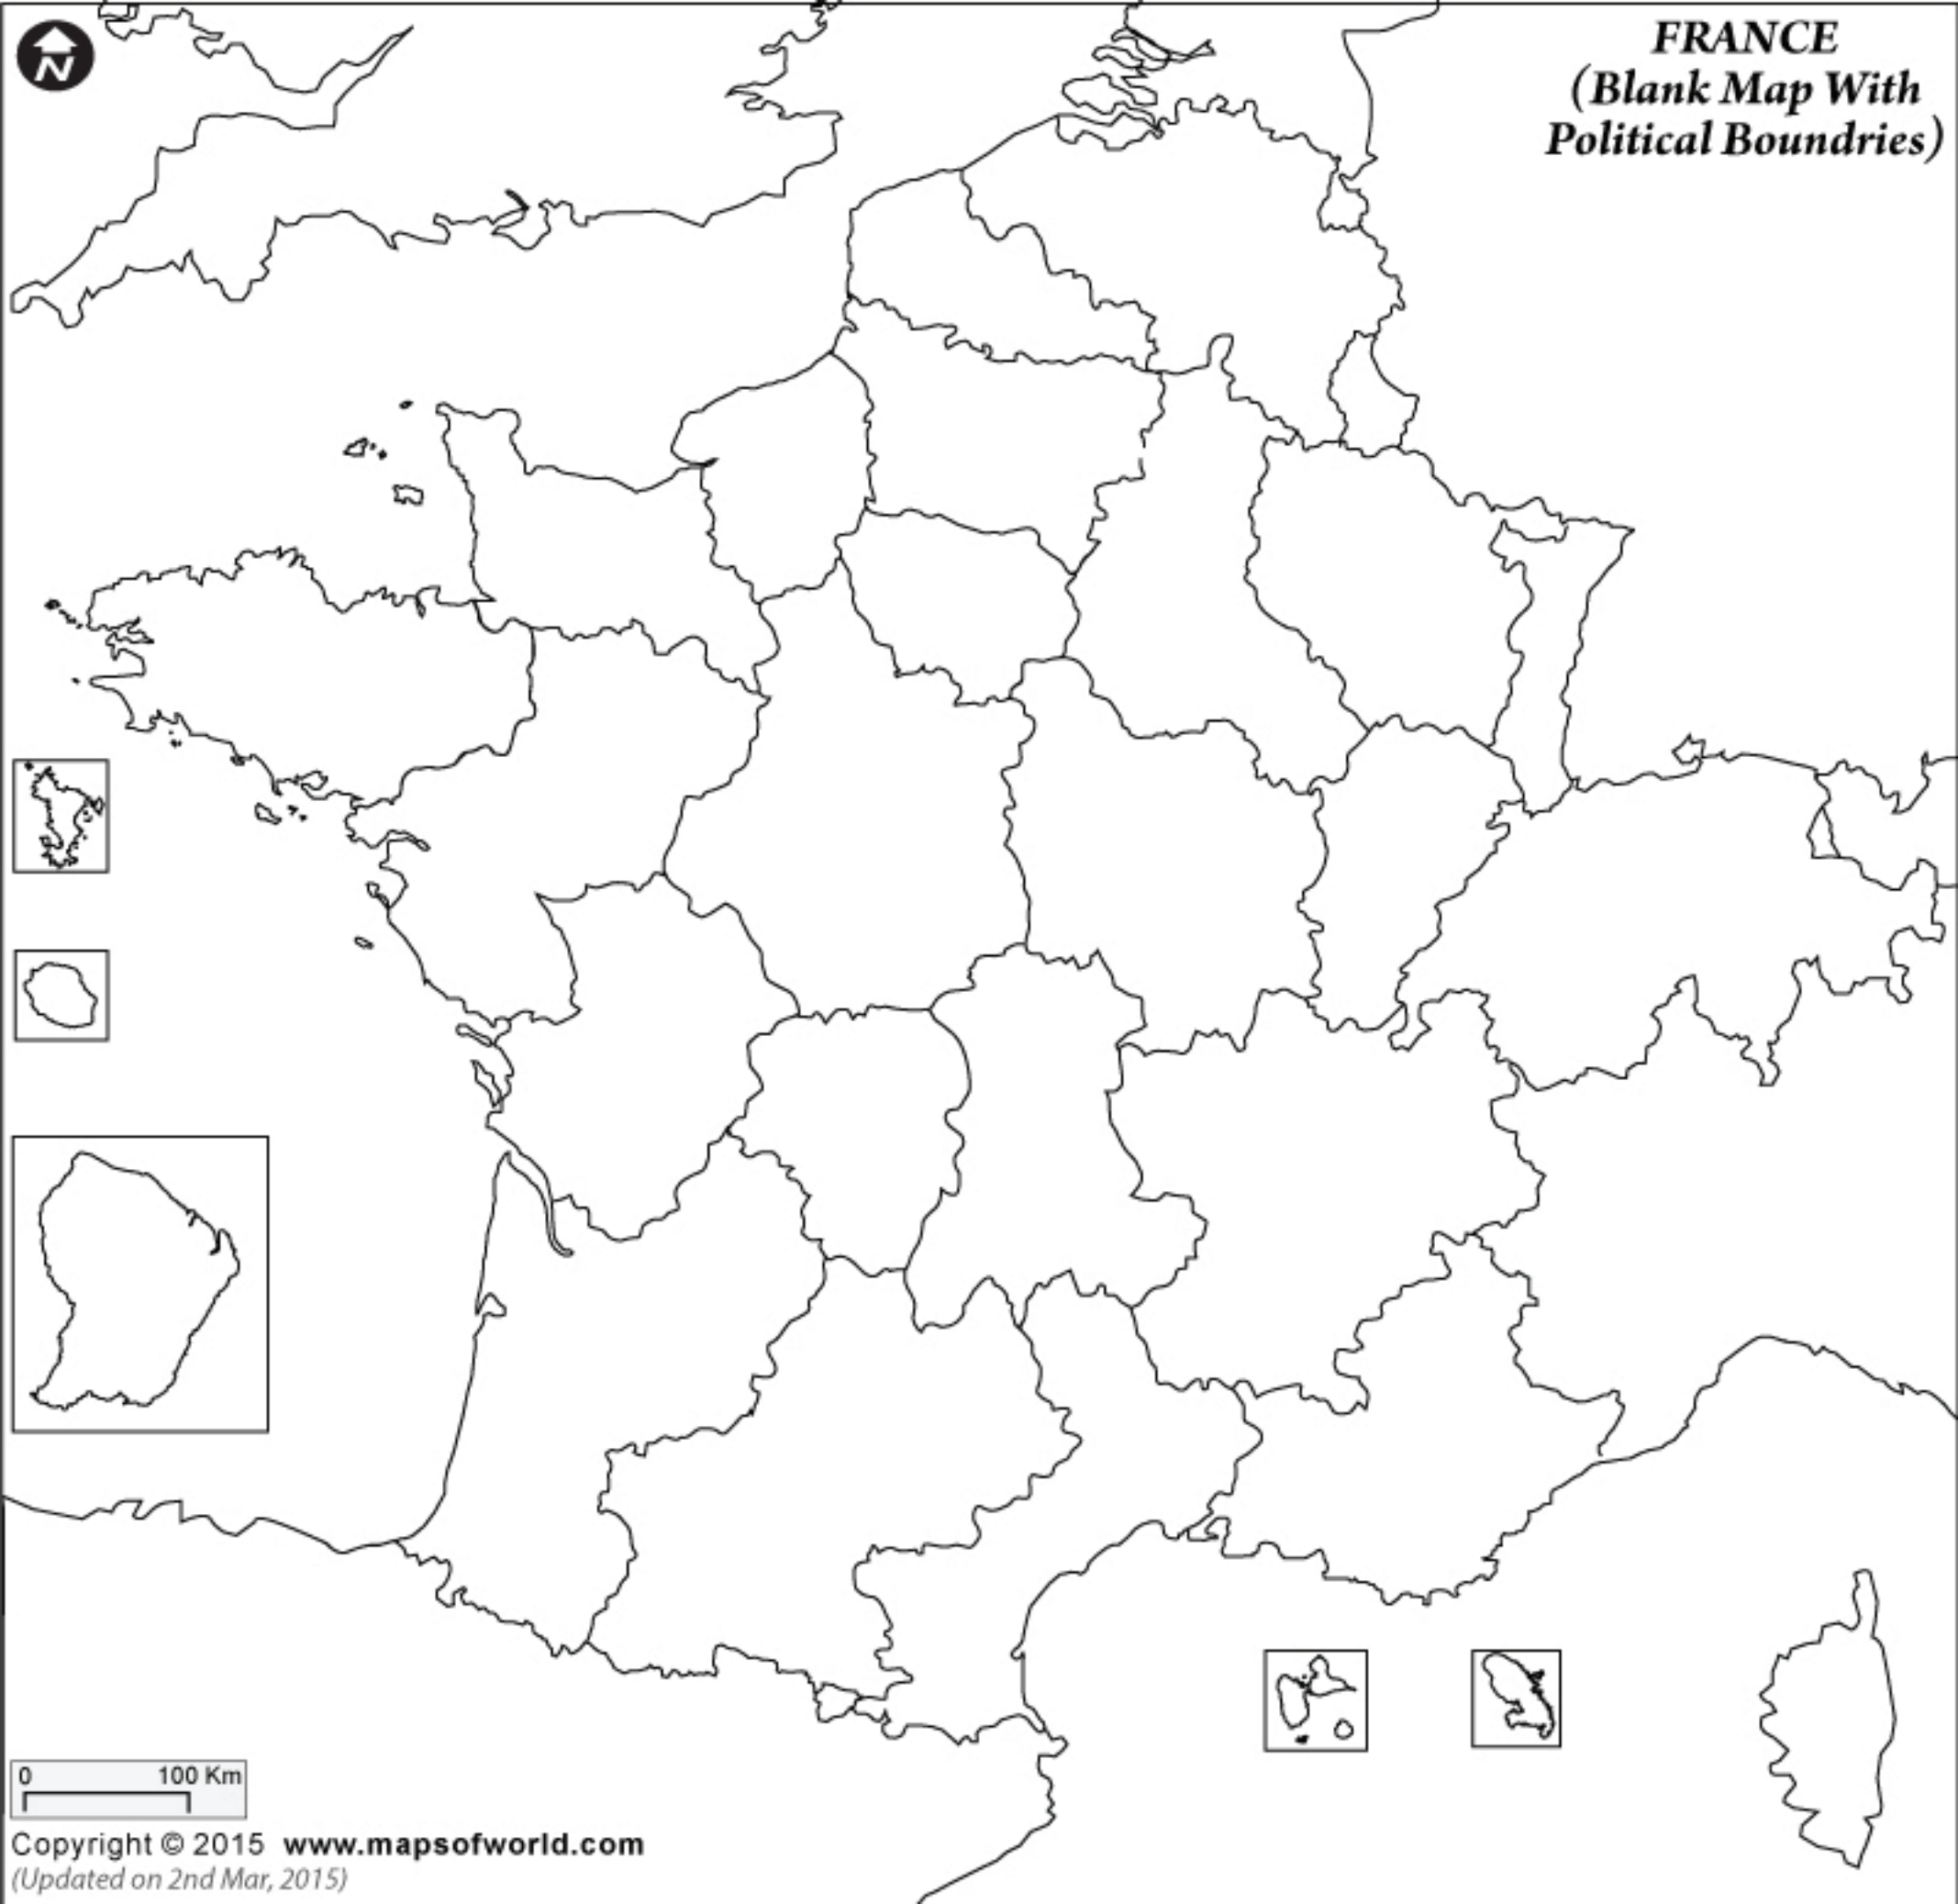 N
FRANCE
(Blank Map With
Political Boundries)
0 100 Km
Copyright © 2015 www.mapsofworld.com
(Updated on 2nd Mar, 2015)